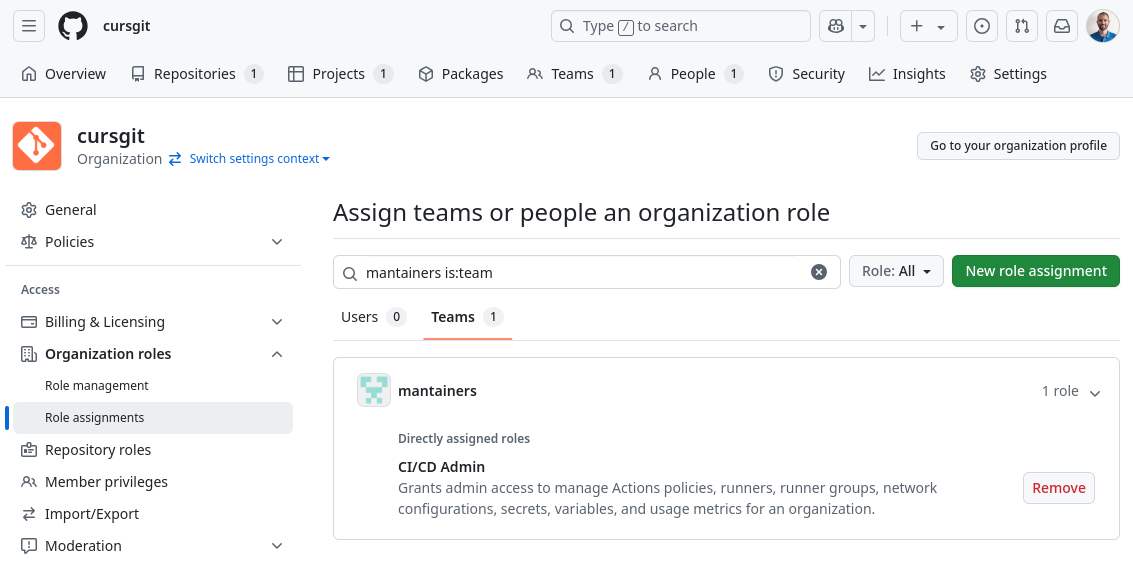 cursgit
Type / to search
Overview
Repositories 1
Projects 1
Packages
Teams 1
People 1
Security
Insights
Settings
cursgit
Organization Switch settings context
Go to your organization profile
General
Policies
Access
Billing & Licensing
Organization roles
Role management
Role assignments
Repository roles
Member privileges
Import/Export
Moderation
Assign teams or people an organization role
mantainers is:team
Role: All
New role assignment
Users 0
Teams 1
mantainers
1 role
Directly assigned roles
CI/CD Admin
Grants admin access to manage Actions policies, runners, runner groups, network
configurations, secrets, variables, and usage metrics for an organization.
Remove